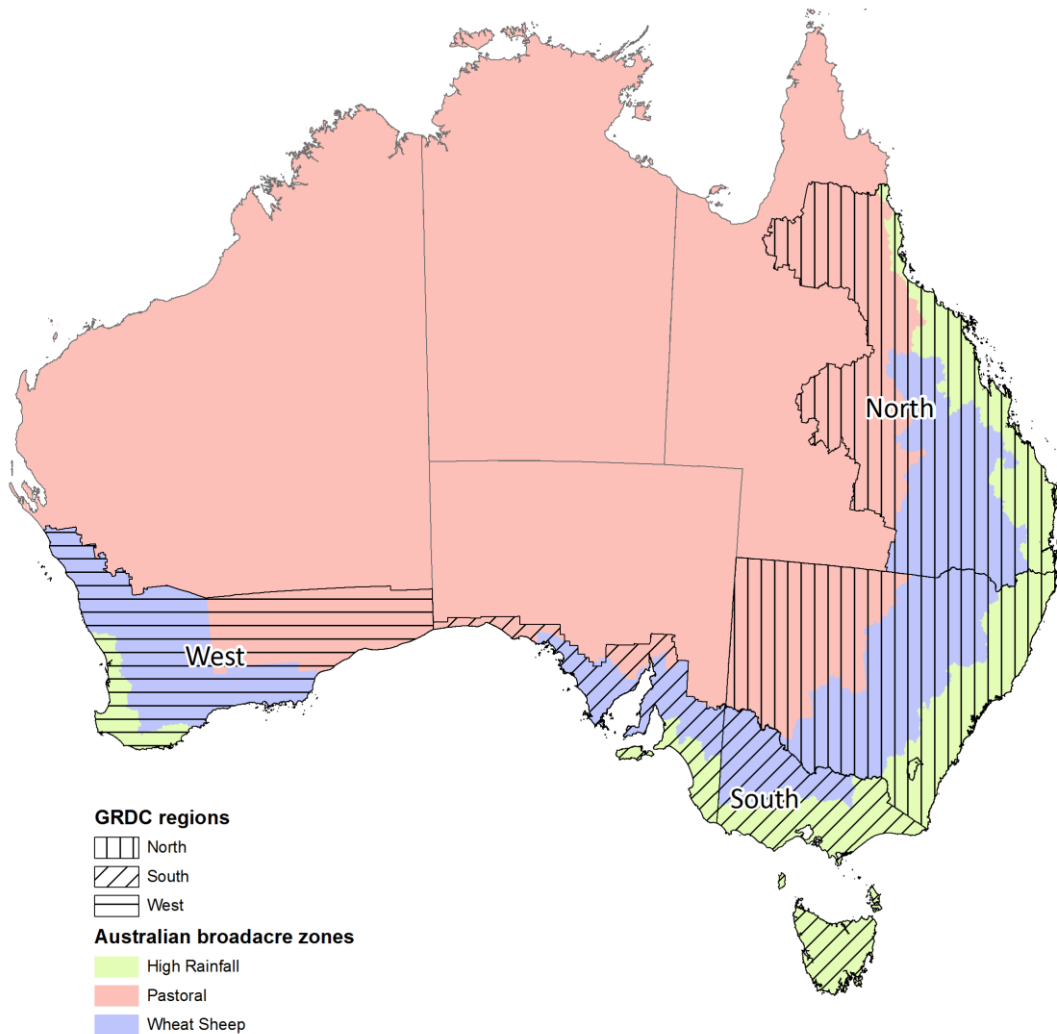 North
West
South
GRDC regions
North
South
West
Australian broadacre zones
High Rainfall
Pastoral
Wheat Sheep